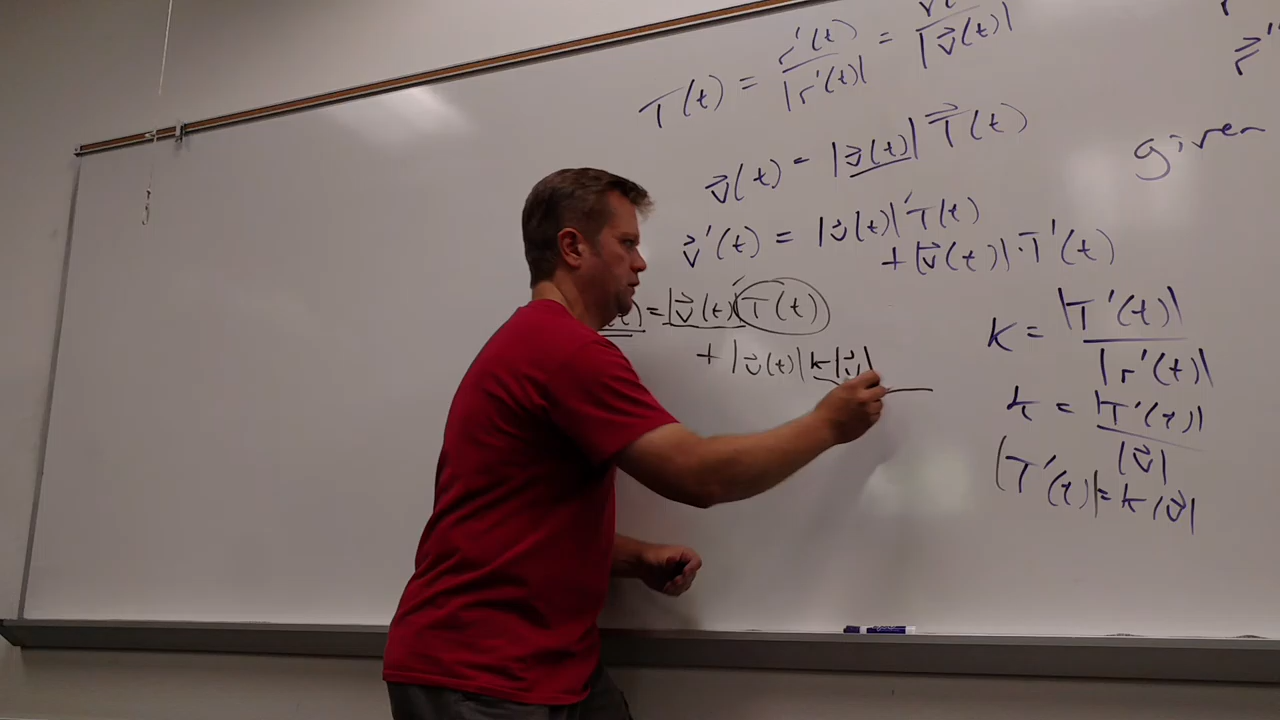 T(t) = r'(t) / |r'(t)| = / |v⃗(t)|
v⃗(t) = |v⃗(t)| T⃗(t)
v⃗'(t) = |v⃗(t)|' T(t)
+ |v⃗(t)| · T'(t)
(t) = |v⃗(t)|' T(t)
+ |v⃗(t)| k |v⃗|
r⃗'
given
K = |T'(t)| / |r'(t)|
k = |T'(t)| / |v⃗|
|T'(t)| = k |v⃗|